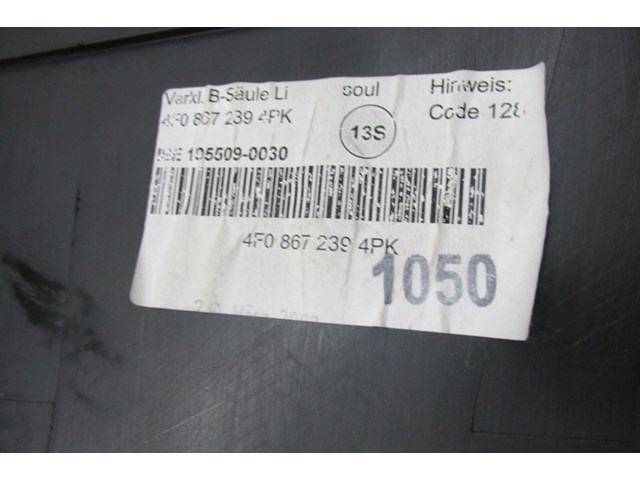 Verkl. B-Säule Li soul Hinweis:
4F0 867 239 4PK 13S Code 128
105509-0030
4F0 867 239 4PK
1050